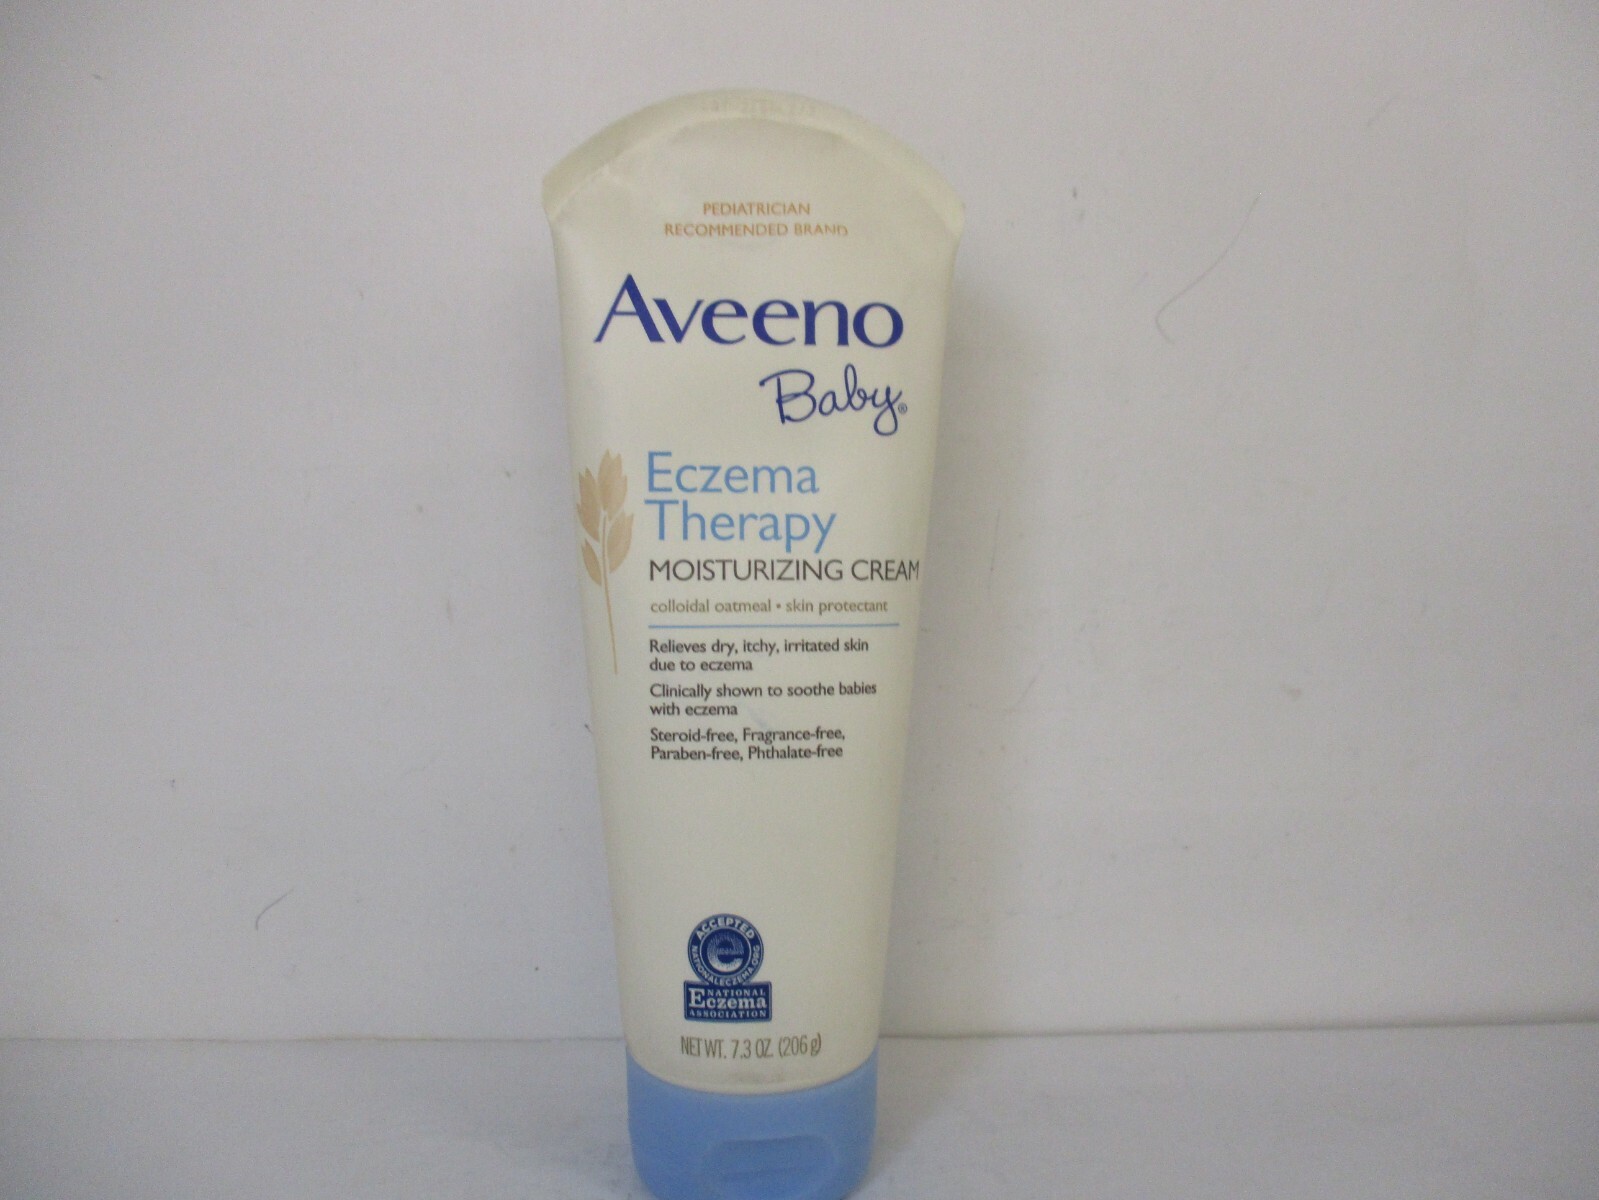 PEDIATRICIAN
RECOMMENDED BRAND
Aveeno
Baby®
Eczema
Therapy
MOISTURIZING CREAM
colloidal oatmeal • skin protectant
Relieves dry, itchy, irritated skin
due to eczema
Clinically shown to soothe babies
with eczema
Steroid-free, Fragrance-free,
Paraben-free, Phthalate-free
ACCEPTED
NATIONALECZEMA.ORG
NATIONAL
Eczema
ASSOCIATION
NET WT. 7.3 OZ. (206 g)